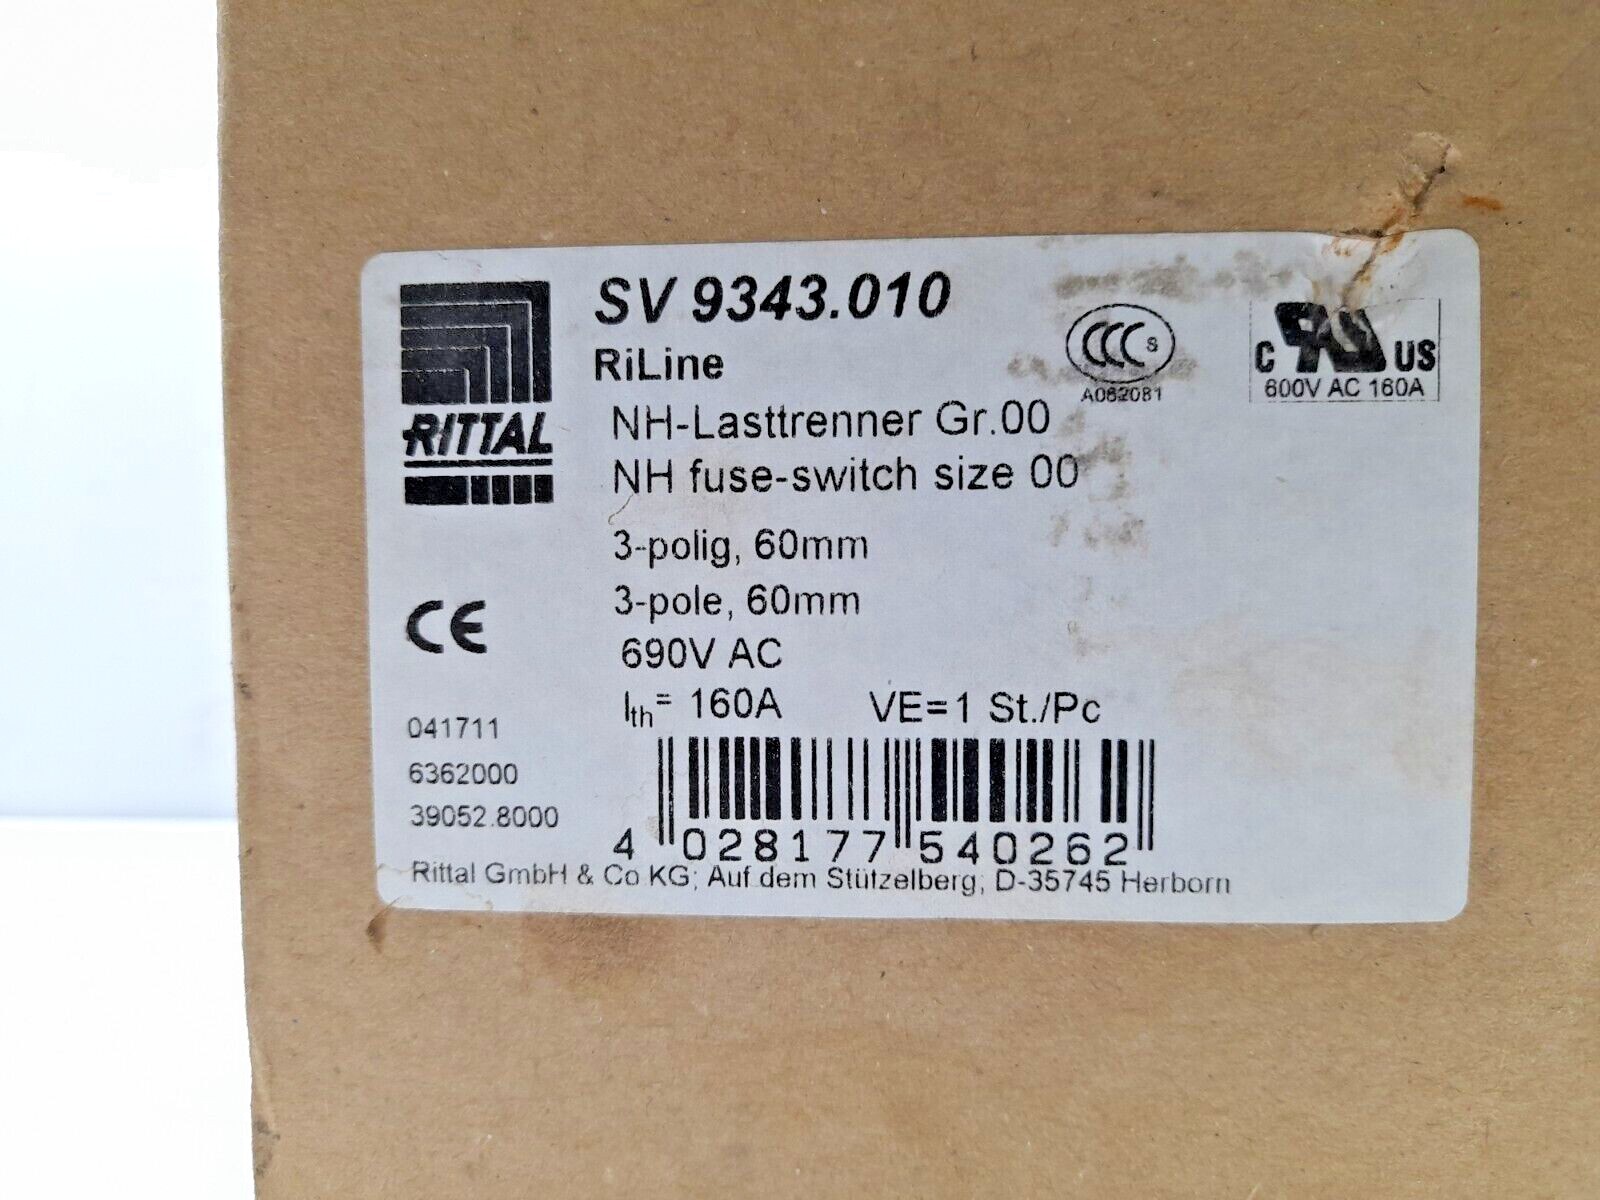 SV 9343.010
RiLine
RITTAL
CCC S
A062081
C US
600V AC 160A
NH-Lasttrenner Gr.00
NH fuse-switch size 00
3-polig, 60mm
3-pole, 60mm
690V AC
Ith= 160A VE=1 St./Pc
CE
041711
6362000
39052.8000
4 028177 540262
Rittal GmbH & Co KG; Auf dem Stützelberg; D-35745 Herborn